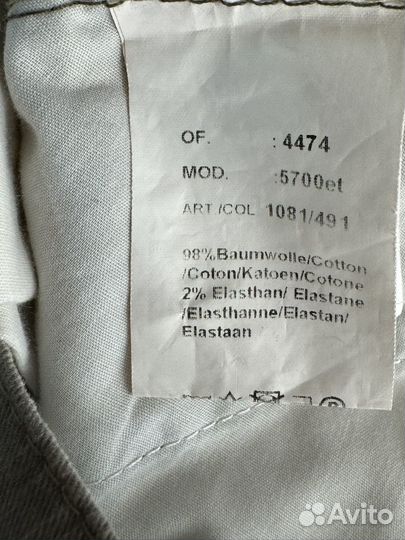 OF. : 4474
MOD. :5700et
ART /COL 1081/491
98%Baumwolle/Cotton
/Coton/Katoen/Cotone
2% Elasthan/ Elastane
/Elasthanne/Elastan/
Elastaan
Avito